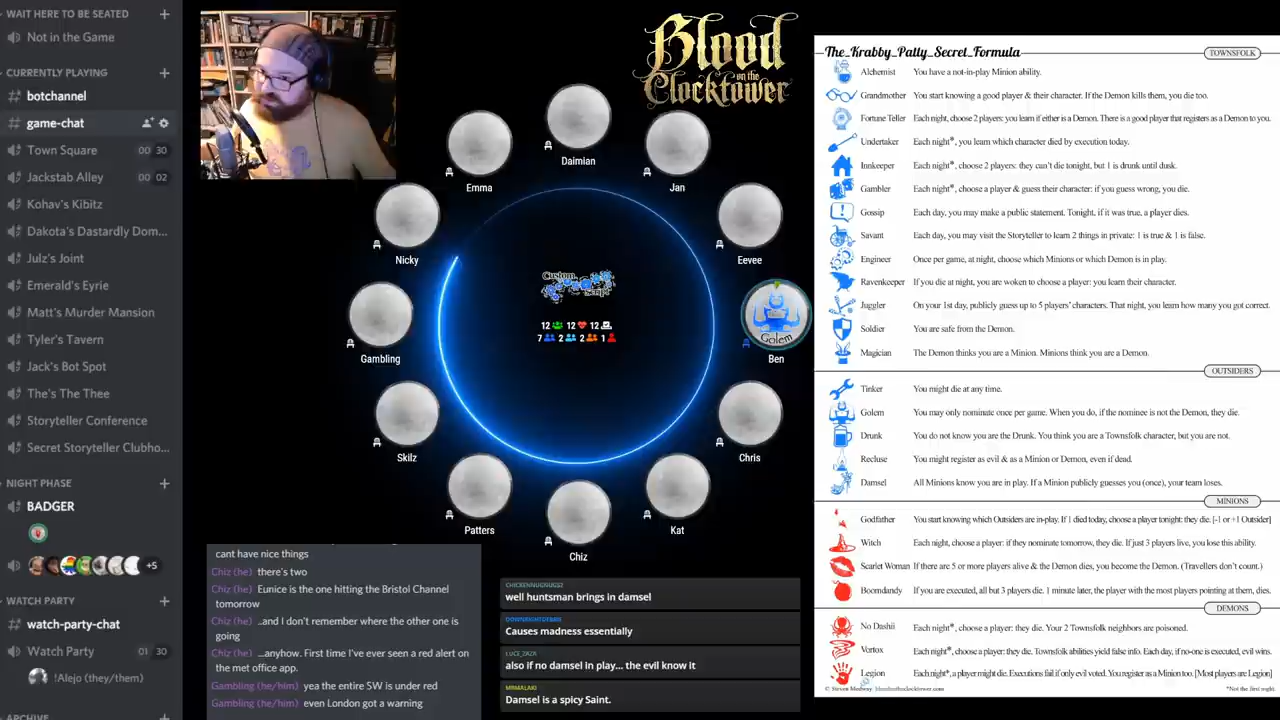 WAIT HERE TO BE SEATED
Not in the Game
CURRENTLY PLAYING
game-chat
Town Square 00 30
Jackstab Alley 00 02
Kohav's Kibitz
Dakota's Dastardly Dom...
Julz's Joint
Emerald's Eyrie
Matt's Murder Mansion
Tyler's Tavern
Jack's Bot Spot
The's The Thee
Storyteller Conference
Secret Storyteller Clubho...
NIGHT PHASE
BADGER
+5
WATCH PARTY
watch-party-chat
Watch Party 03 30
!Mejo (they/them)
ARCHIVE
Blood
on the
Clocktower
Daimian
Emma
Jan
Nicky
Eevee
Gambling
Golem
Ben
Skilz
Chris
Patters
Kat
Chiz
Custom
Script
12 12 12
7 2 2 1
cant have nice things
Chiz (he) there's two
Chiz (he) Eunice is the one hitting the Bristol Channel
tomorrow
Chiz (he) ..and I don't remember where the other one is
going
Chiz (he) ..anyhow. First time I've ever seen a red alert on
the met office app.
Gambling (he/him) yea the entire SW is under red
Gambling (he/him) even London got a warning
well huntsman brings in damsel
Causes madness essentially
also if no damsel in play... the evil know it
MRMALAKI
Damsel is a spicy Saint.
The_Krabby_Patty_Secret_Formula
TOWNSFOLK
Alchemist You have a not-in-play Minion ability.
Grandmother You start knowing a good player & their character. If the Demon kills them, you die too.
Fortune Teller Each night, choose 2 players: you learn if either is a Demon. There is a good player that registers as a Demon to you.
Undertaker Each night*, you learn which character died by execution today.
Innkeeper Each night*, choose 2 players: they can't die tonight, but 1 is drunk until dusk.
Gambler Each night*, choose a player & guess their character: if you guess wrong, you die.
Gossip Each day, you may make a public statement. Tonight, if it was true, a player dies.
Savant Each day, you may visit the Storyteller to learn 2 things in private: 1 is true & 1 is false.
Engineer Once per game, at night, choose which Minions or which Demon is in play.
Ravenkeeper If you die at night, you are woken to choose a player: you learn their character.
Juggler On your 1st day, publicly guess up to 5 players' characters. That night, you learn how many you got correct.
Soldier You are safe from the Demon.
Magician The Demon thinks you are a Minion. Minions think you are a Demon.
OUTSIDERS
Tinker You might die at any time.
Golem You may only nominate once per game. When you do, if the nominee is not the Demon, they die.
Drunk You do not know you are the Drunk. You think you are a Townsfolk character, but you are not.
Recluse You might register as evil & as a Minion or Demon, even if dead.
Damsel All Minions know you are in play. If a Minion publicly guesses you (once), your team loses.
MINIONS
Godfather You start knowing which Outsiders are in-play. If 1 died today, choose a player tonight: they die. [-1 or +1 Outsider]
Witch Each night, choose a player: if they nominate tomorrow, they die. If just 3 players live, you lose this ability.
Scarlet Woman If there are 5 or more players alive & the Demon dies, you become the Demon. (Travellers don't count.)
Boomdandy If you are executed, all but 3 players die. 1 minute later, the player with the most players pointing at them, dies.
DEMONS
No Dashii Each night*, choose a player: they die. Your 2 Townsfolk neighbors are poisoned.
Vortox Each night*, choose a player: they die. Townsfolk abilities yield false info. Each day, if no-one is executed, evil wins.
Legion Each night*, a player might die. Executions fail if only evil voted. You register as a Minion too. [Most players are Legion]
© Steven Medway bloodontheclocktower.com
*Not the first night